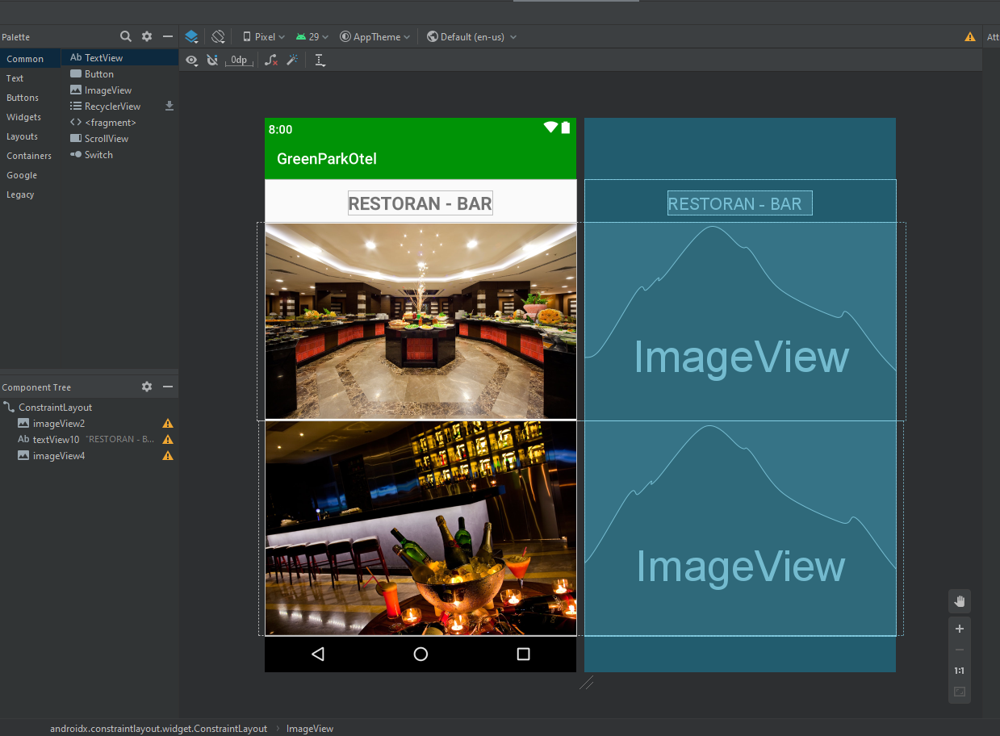 Palette
Pixel
29
AppTheme
Default (en-us)
Att
0dp
Common
Ab TextView
Text
Button
Buttons
ImageView
Widgets
RecyclerView
Layouts
<fragment>
Containers
ScrollView
Google
Switch
Legacy
8:00
GreenParkOtel
RESTORAN - BAR
RESTORAN - BAR
ImageView
ImageView
Component Tree
ConstraintLayout
imageView2
Ab textView10 "RESTORAN - B...
imageView4
1:1
androidx.constraintlayout.widget.ConstraintLayout
ImageView